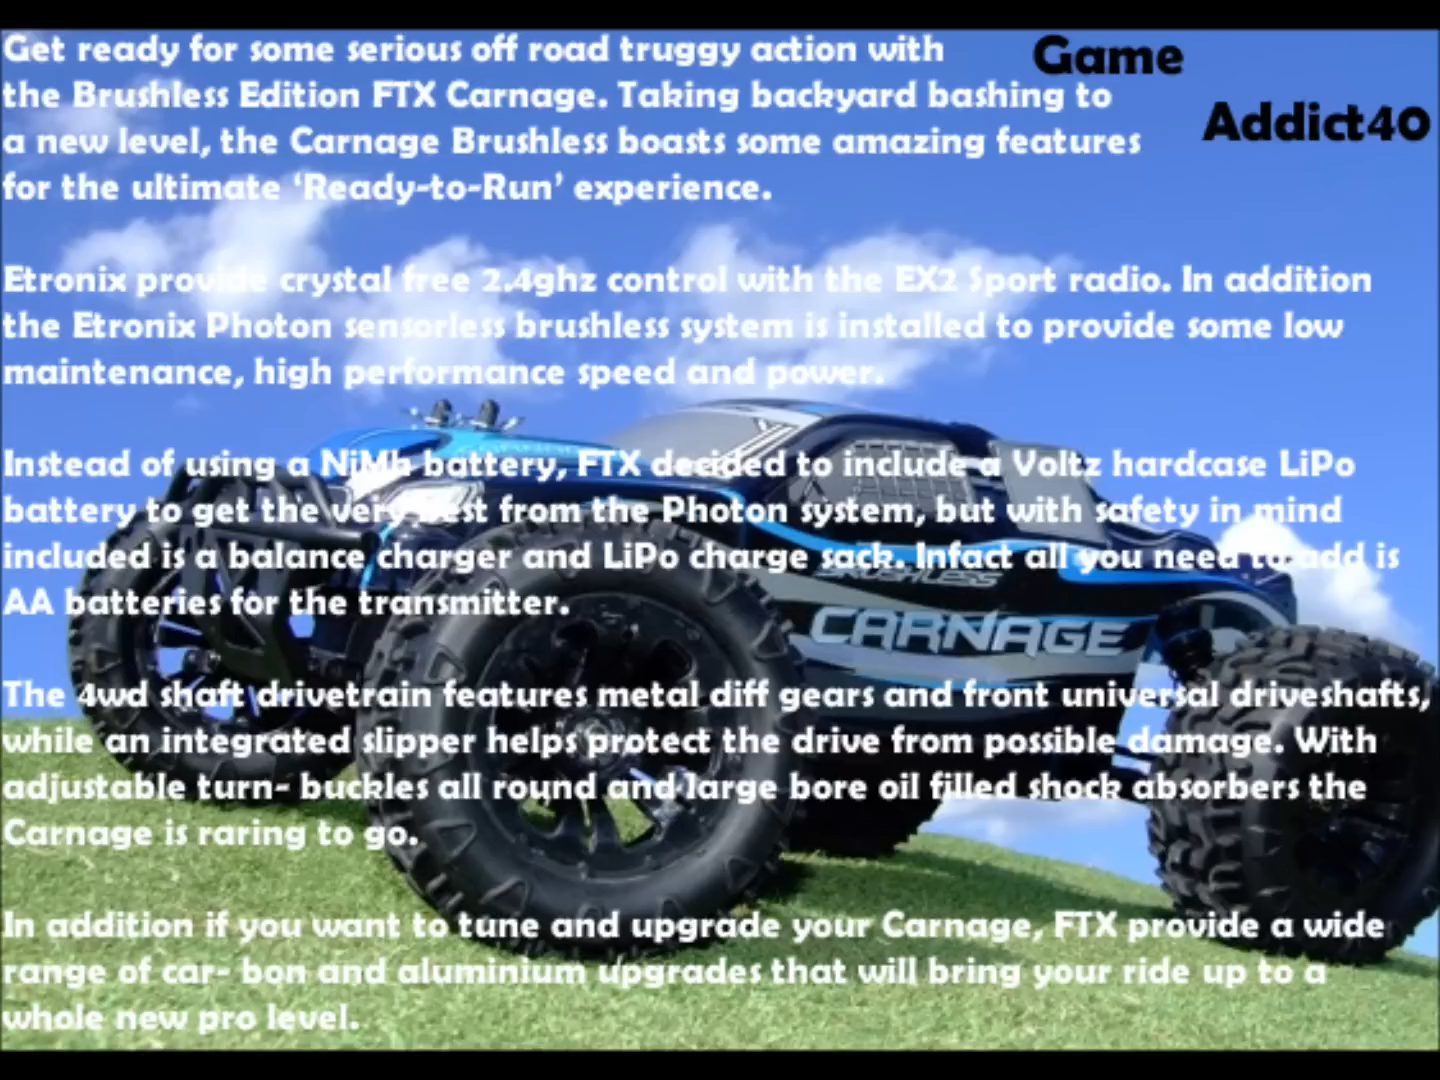 Get ready for some serious off road truggy action with
the Brushless Edition FTX Carnage. Taking backyard bashing to
a new level, the Carnage Brushless boasts some amazing features
for the ultimate ‘Ready-to-Run’ experience.
Game
Addict40
Etronix provide crystal free 2.4ghz control with the EX2 Sport radio. In addition
the Etronix Photon sensorless brushless system is installed to provide some low
maintenance, high performance speed and power.
Instead of using a NiMh battery, FTX decided to include a Voltz hardcase LiPo
battery to get the very best from the Photon system, but with safety in mind
included is a balance charger and LiPo charge sack. Infact all you need to add is
AA batteries for the transmitter.
BRUSHLESS
CARNAGE
The 4wd shaft drivetrain features metal diff gears and front universal driveshafts,
while an integrated slipper helps protect the drive from possible damage. With
adjustable turn- buckles all round and large bore oil filled shock absorbers the
Carnage is raring to go.
In addition if you want to tune and upgrade your Carnage, FTX provide a wide
range of car- bon and aluminium upgrades that will bring your ride up to a
whole new pro level.